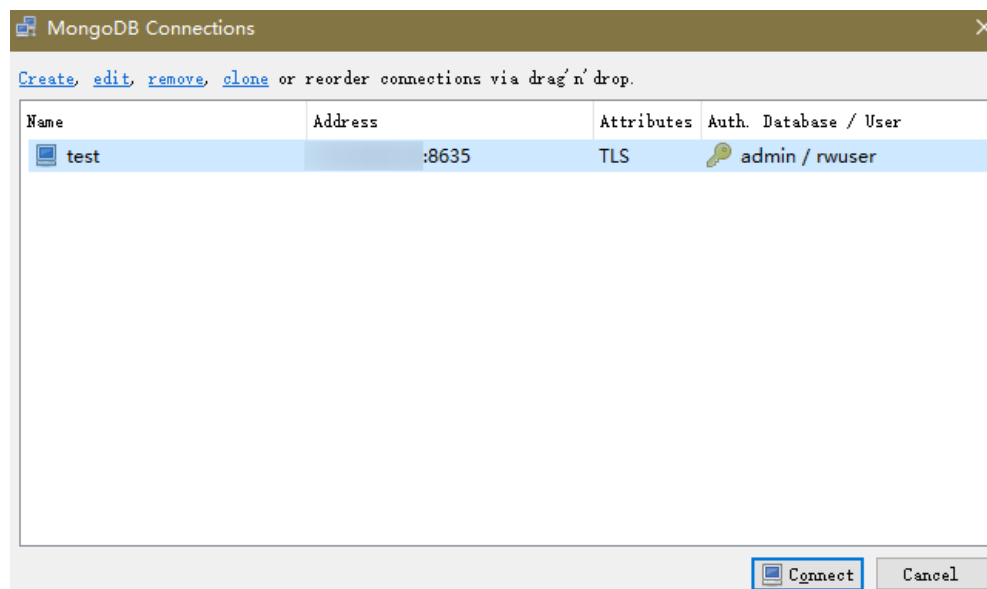 MongoDB Connections
Create, edit, remove, clone or reorder connections via drag'n'drop.
Name Address Attributes Auth. Database / User
test :8635 TLS admin / rwuser
Connect Cancel